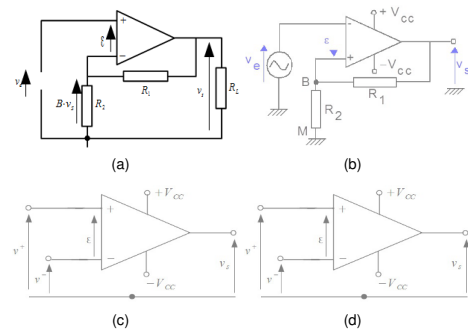 +
ε
−
v_e
B·v_s
R_2
R_1
v_s
R_L
(a)
+ V_cc
-
ε
+
v_e
−V_cc
v_s
B
R_1
R_2
M
(b)
+V_CC
+
v^+
ε
v^−
−
v_s
−V_CC
(c)
+V_CC
+
v^+
ε
v^−
−
v_s
−V_CC
(d)